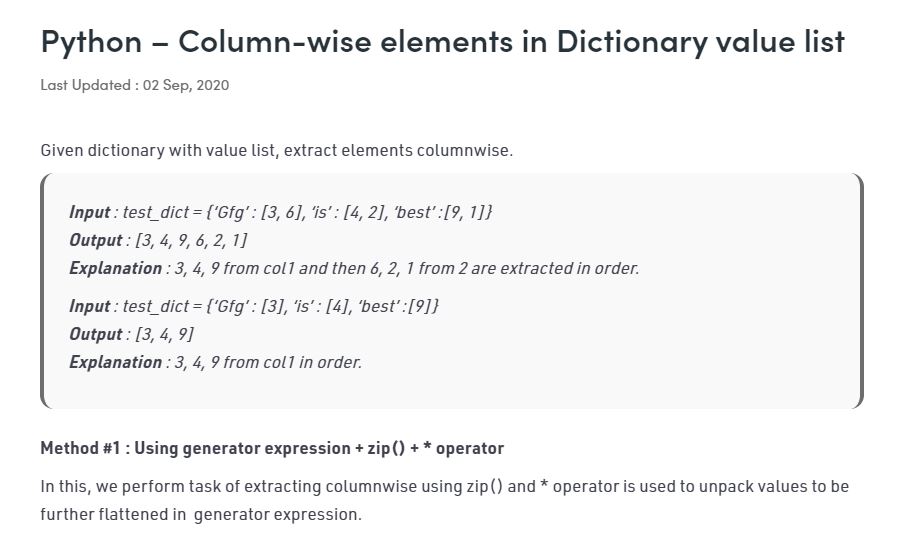 Python – Column-wise elements in Dictionary value list
Last Updated : 02 Sep, 2020
Given dictionary with value list, extract elements columnwise.
Input : test_dict = {‘Gfg’ : [3, 6], ‘is’ : [4, 2], ‘best’ :[9, 1]}
Output : [3, 4, 9, 6, 2, 1]
Explanation : 3, 4, 9 from col1 and then 6, 2, 1 from 2 are extracted in order.
Input : test_dict = {‘Gfg’ : [3], ‘is’ : [4], ‘best’ :[9]}
Output : [3, 4, 9]
Explanation : 3, 4, 9 from col1 in order.
Method #1 : Using generator expression + zip() + * operator
In this, we perform task of extracting columnwise using zip() and * operator is used to unpack values to be
further flattened in  generator expression.